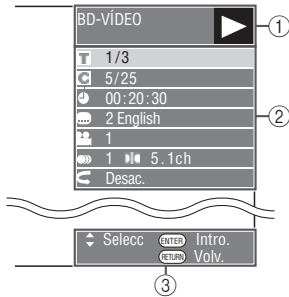 BD-VÍDEO
①
T 1/3
C 5/25
00:20:30
2 English
②
1
1 5.1ch
Desac.
Selecc ENTER Intro.
RETURN Volv.
③